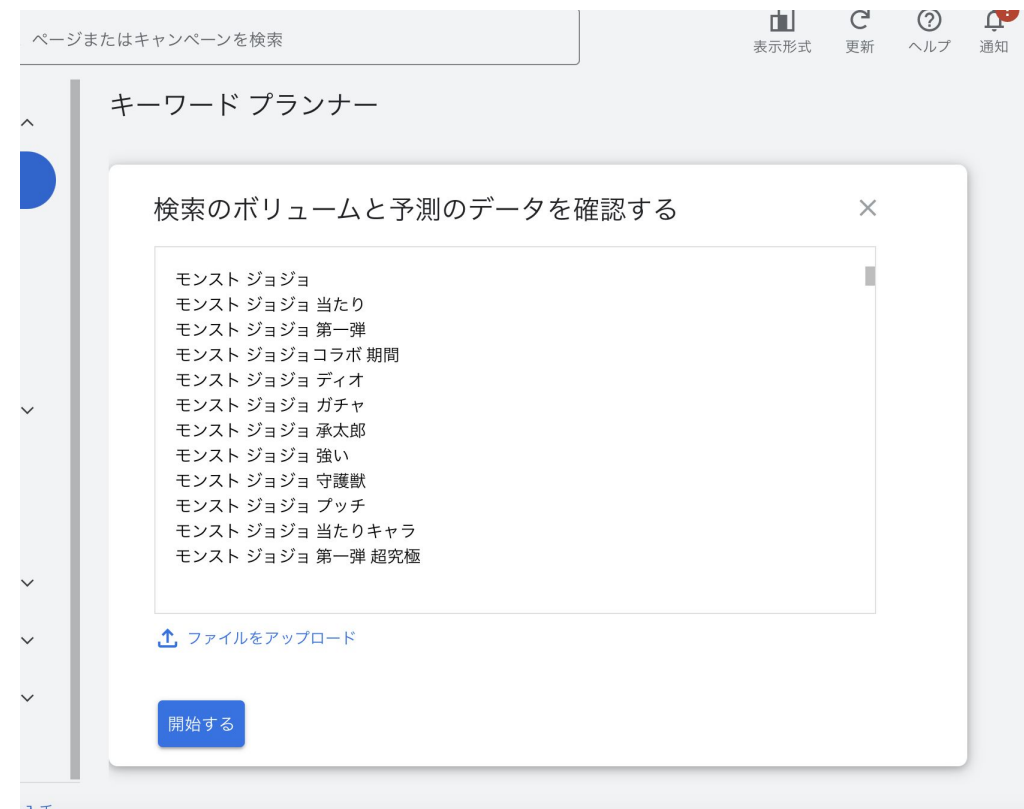 ページまたはキャンペーンを検索
表示形式
更新
ヘルプ
通知
キーワード プランナー
検索のボリュームと予測のデータを確認する
モンスト ジョジョ
モンスト ジョジョ 当たり
モンスト ジョジョ 第一弾
モンスト ジョジョコラボ 期間
モンスト ジョジョ ディオ
モンスト ジョジョ ガチャ
モンスト ジョジョ 承太郎
モンスト ジョジョ 強い
モンスト ジョジョ 守護獣
モンスト ジョジョ プッチ
モンスト ジョジョ 当たりキャラ
モンスト ジョジョ 第一弾 超究極
ファイルをアップロード
開始する